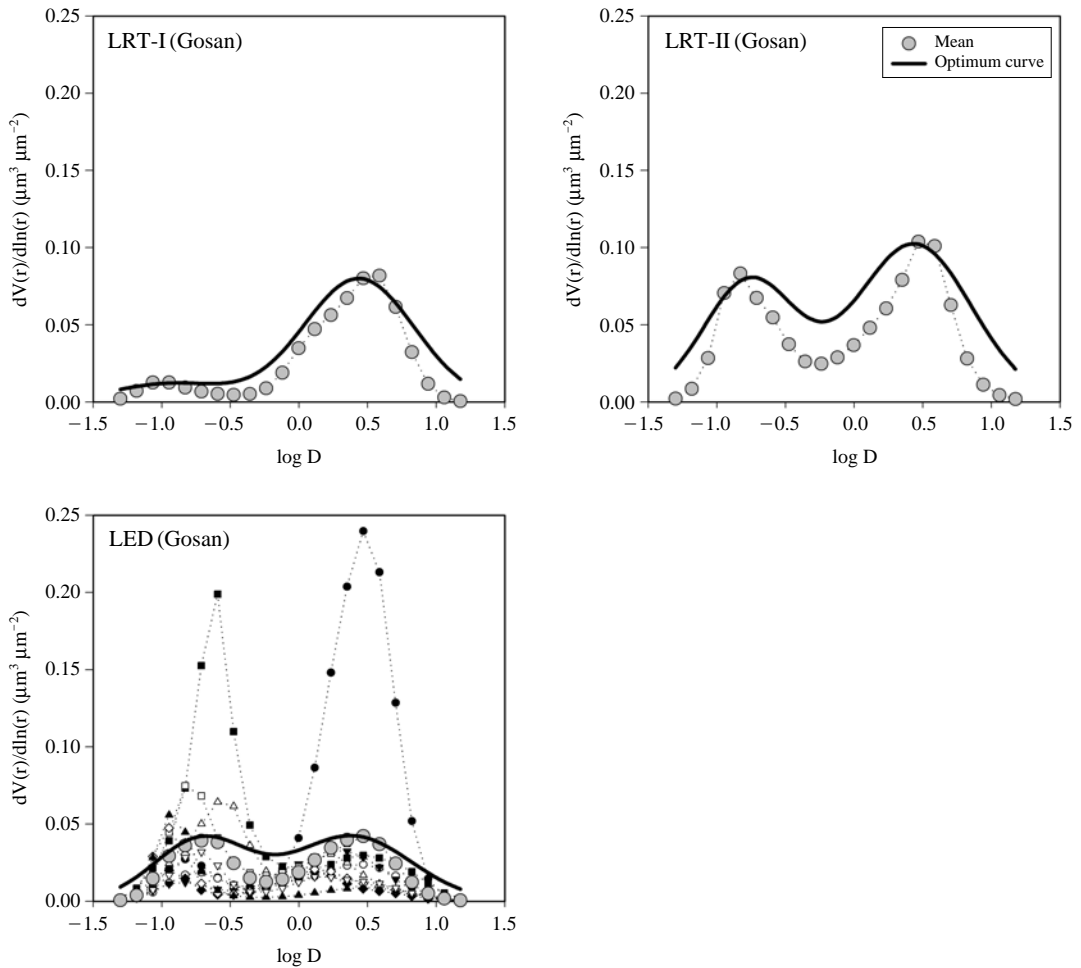 LRT-I (Gosan)
0.25
0.20
0.15
0.10
0.05
0.00
dV(r)/dln(r) (µm³ µm⁻²)
−1.5 −1.0 −0.5 0.0 0.5 1.0 1.5
log D
LRT-II (Gosan)
Mean
Optimum curve
0.25
0.20
0.15
0.10
0.05
0.00
dV(r)/dln(r) (µm³ µm⁻²)
−1.5 −1.0 −0.5 0.0 0.5 1.0 1.5
log D
LED (Gosan)
0.25
0.20
0.15
0.10
0.05
0.00
dV(r)/dln(r) (µm³ µm⁻²)
−1.5 −1.0 −0.5 0.0 0.5 1.0 1.5
log D